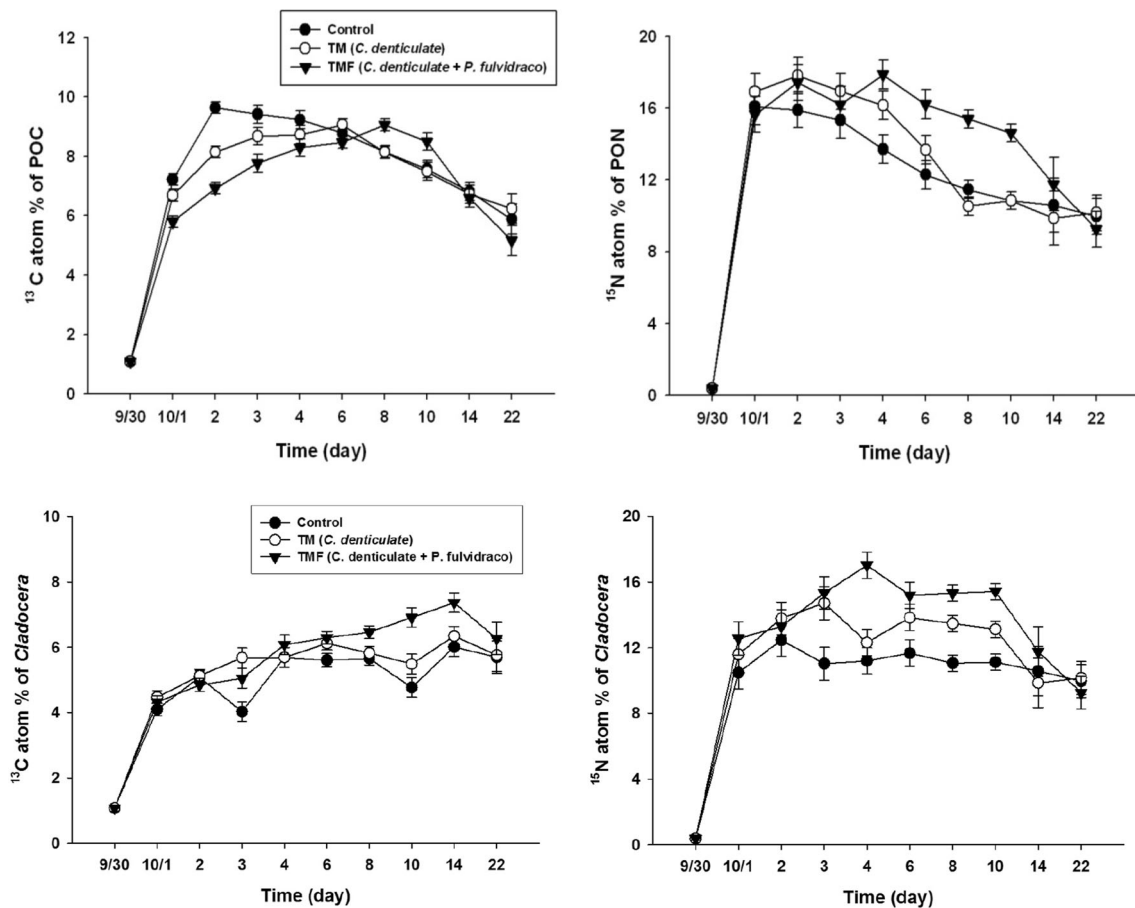 Control
TM (C. denticulate)
TMF (C. denticulate + P. fulvidraco)
¹³C atom % of POC
12
10
8
6
4
2
0
9/30 10/1 2 3 4 6 8 10 14 22
Time (day)
¹⁵N atom % of PON
20
16
12
8
4
0
9/30 10/1 2 3 4 6 8 10 14 22
Time (day)
Control
TM (C. denticulate)
TMF (C. denticulate + P. fulvidraco)
¹³C atom % of Cladocera
10
8
6
4
2
0
9/30 10/1 2 3 4 6 8 10 14 22
Time (day)
¹⁵N atom % of Cladocera
20
16
12
8
4
0
9/30 10/1 2 3 4 6 8 10 14 22
Time (day)